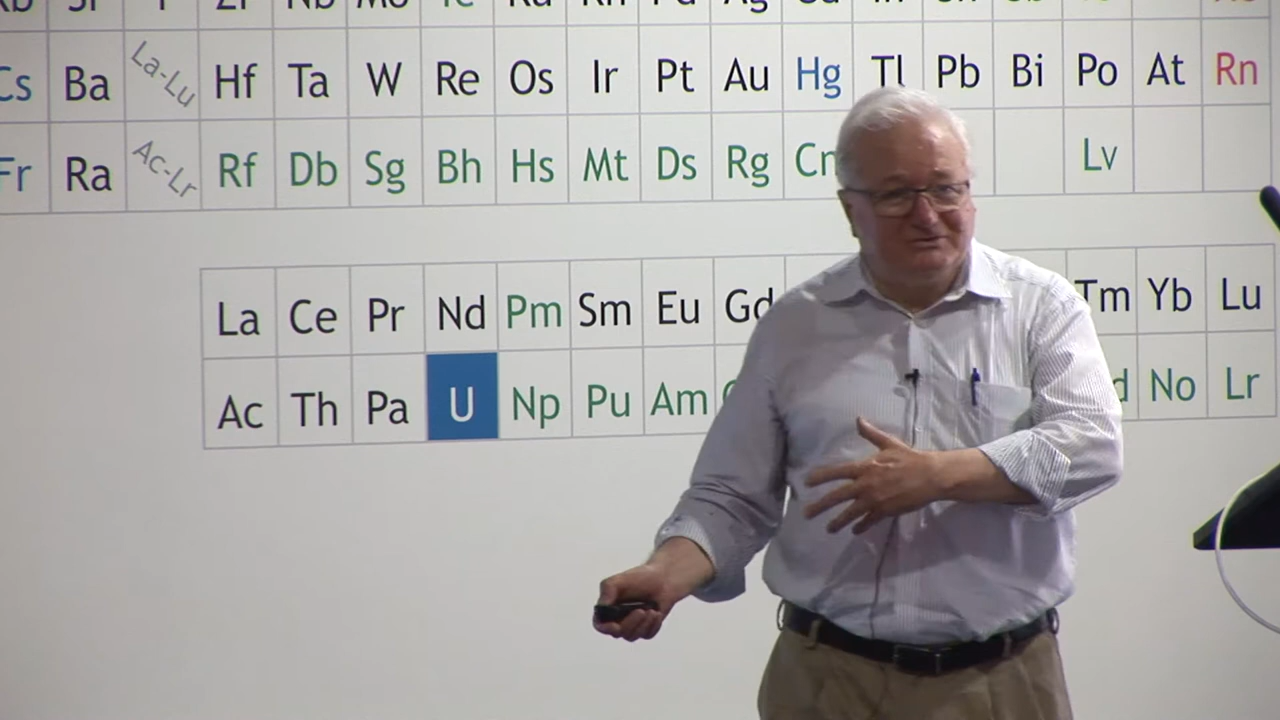 Cs Ba La-Lu Hf Ta W Re Os Ir Pt Au Hg Tl Pb Bi Po At Rn
Fr Ra Ac-Lr Rf Db Sg Bh Hs Mt Ds Rg Cn Lv
La Ce Pr Nd Pm Sm Eu Gd Tm Yb Lu
Ac Th Pa U Np Pu Am No Lr